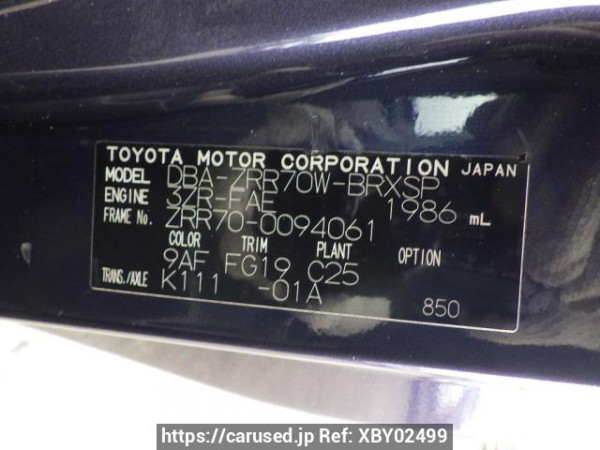 TOYOTA MOTOR CORPORATION JAPAN
MODEL DBA-ZRR70W-BRXSP
ENGINE 3ZR-FAE 1986 mL
FRAME No. ZRR70-0094061
COLOR TRIM PLANT OPTION
9AF FG19 C25
TRANS./AXLE K111 -01A
850
https://carused.jp Ref: XBY02499